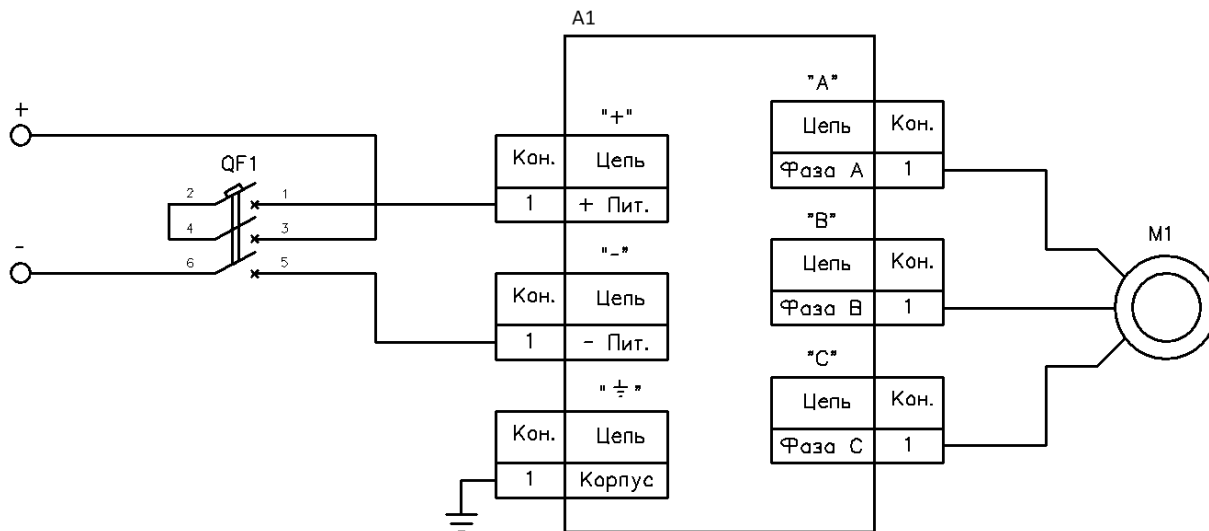 A1
+
QF1
2 1
4 3
-
6 5
"+"
Кон. Цепь
1 + Пит.
"-"
Кон. Цепь
1 - Пит.
"⏚"
Кон. Цепь
1 Корпус
"A"
Цепь Кон.
Фаза A 1
"B"
Цепь Кон.
Фаза B 1
"C"
Цепь Кон.
Фаза C 1
M1